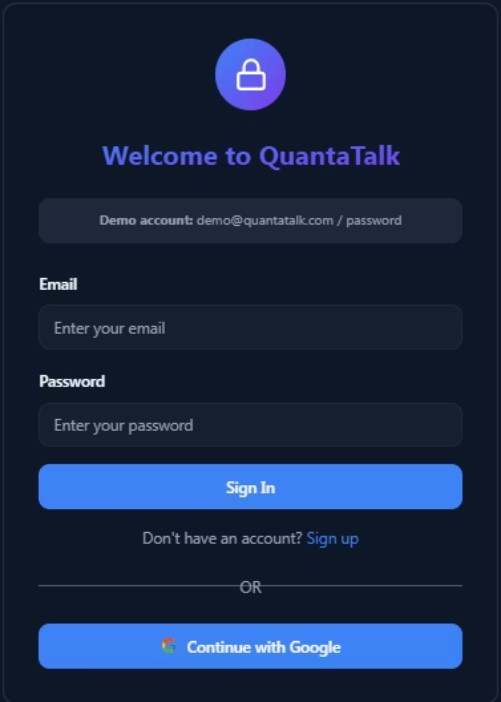 Welcome to QuantaTalk
Demo account: demo@quantatalk.com / password
Email
Enter your email
Password
Enter your password
Sign In
Don't have an account? Sign up
OR
Continue with Google